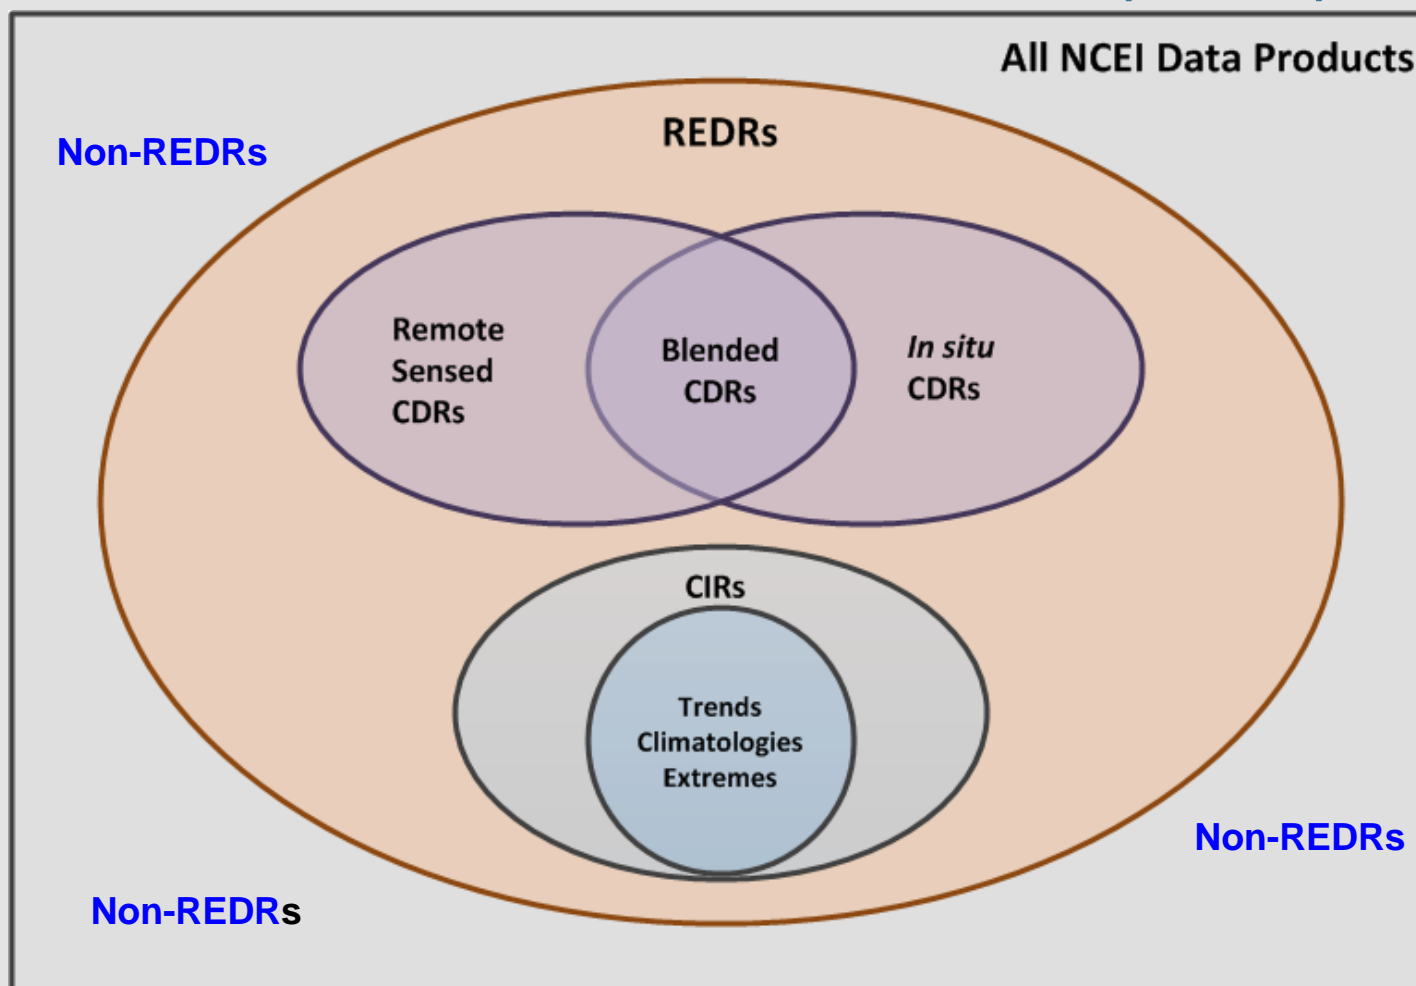 All NCEI Data Products
REDRs
Non-REDRs
Remote
Sensed
CDRs
Blended
CDRs
In situ
CDRs
CIRs
Trends
Climatologies
Extremes
Non-REDRs
Non-REDRs